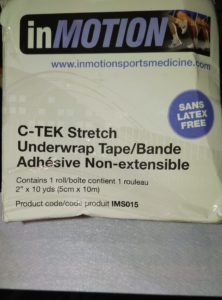 inMOTION
www.inmotionsportsmedicine.com
SANS
LATEX
FREE
C-TEK Stretch
Underwrap Tape/Bande
Adhésive Non-extensible
Contains 1 roll/boîte contient 1 rouleau
2" x 10 yds (5cm x 10m)
Product code/code produit IMS015